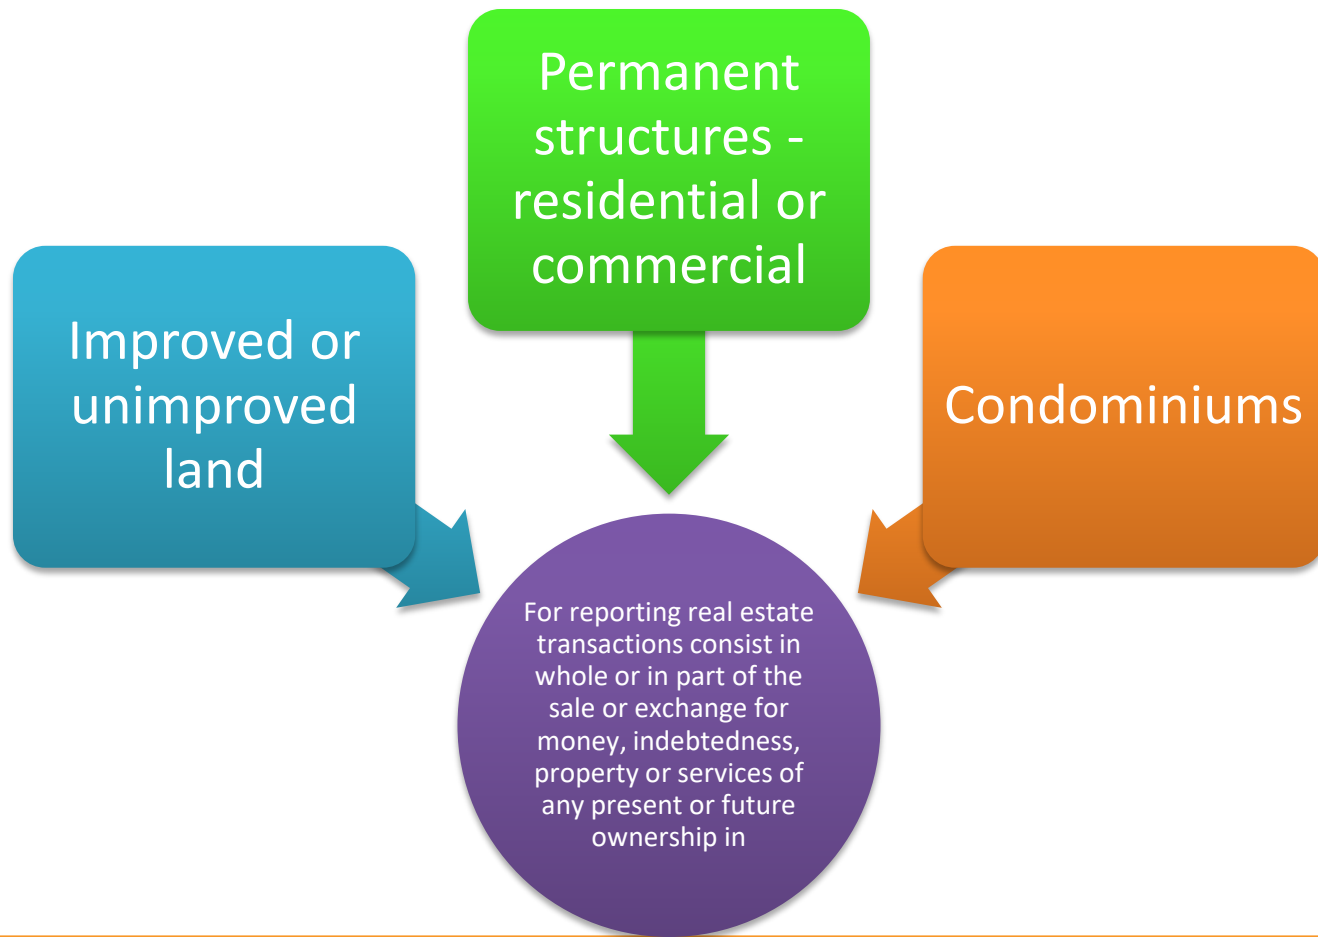 Permanent
structures -
residential or
commercial
Improved or
unimproved
land
Condominiums
For reporting real estate
transactions consist in
whole or in part of the
sale or exchange for
money, indebtedness,
property or services of
any present or future
ownership in